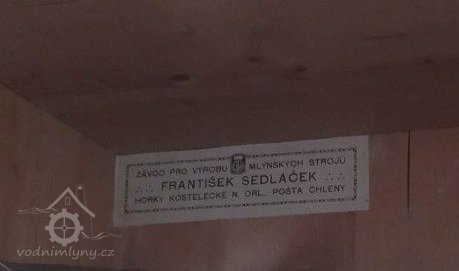 ZÁVOD PRO VÝROBU MLÝNSKÝCH STROJŮ
FRANTIŠEK SEDLÁČEK
HORKY KOSTELECKÉ N. ORL. POŠTA CHLENY
vodnimlyny.cz